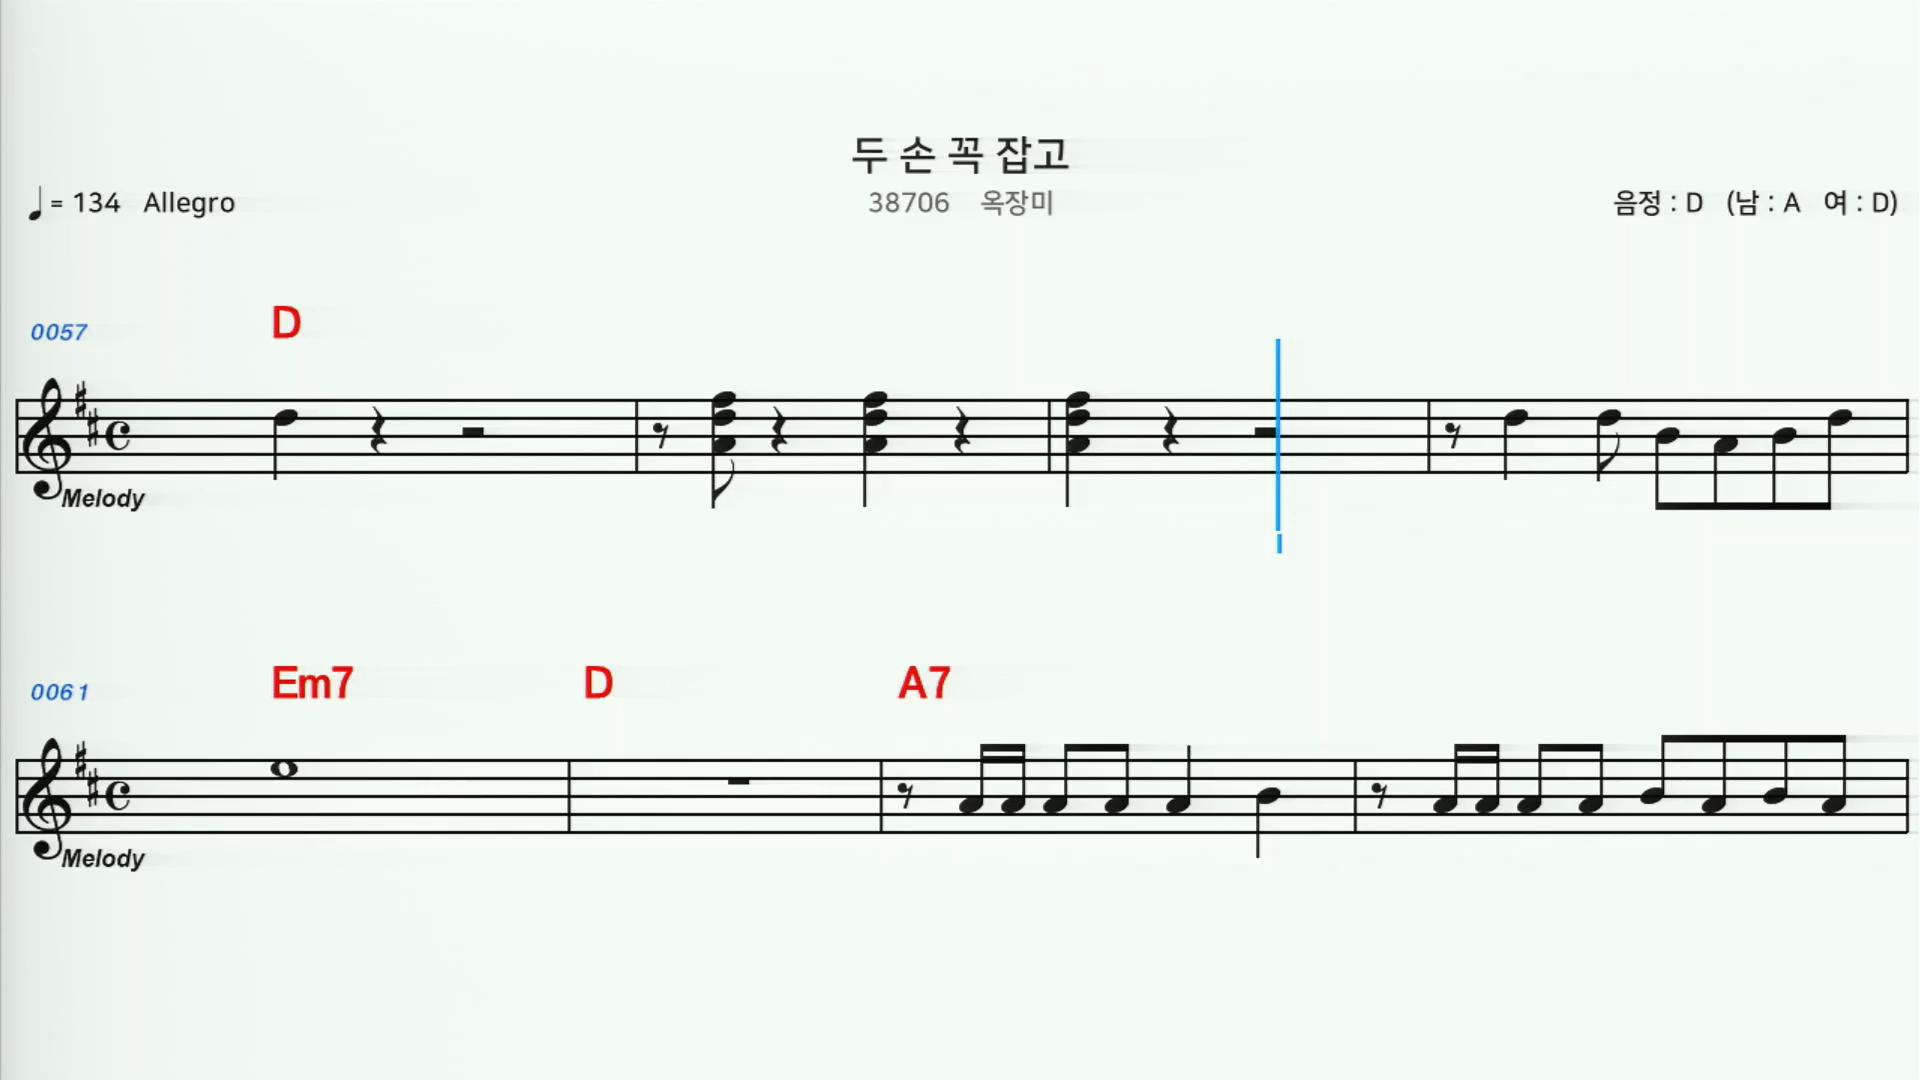 두 손 꼭 잡고
♩= 134 Allegro
38706 옥장미
음정 : D (남 : A 여 : D)
0057
D
Melody
0061
Em7 D A7
Melody